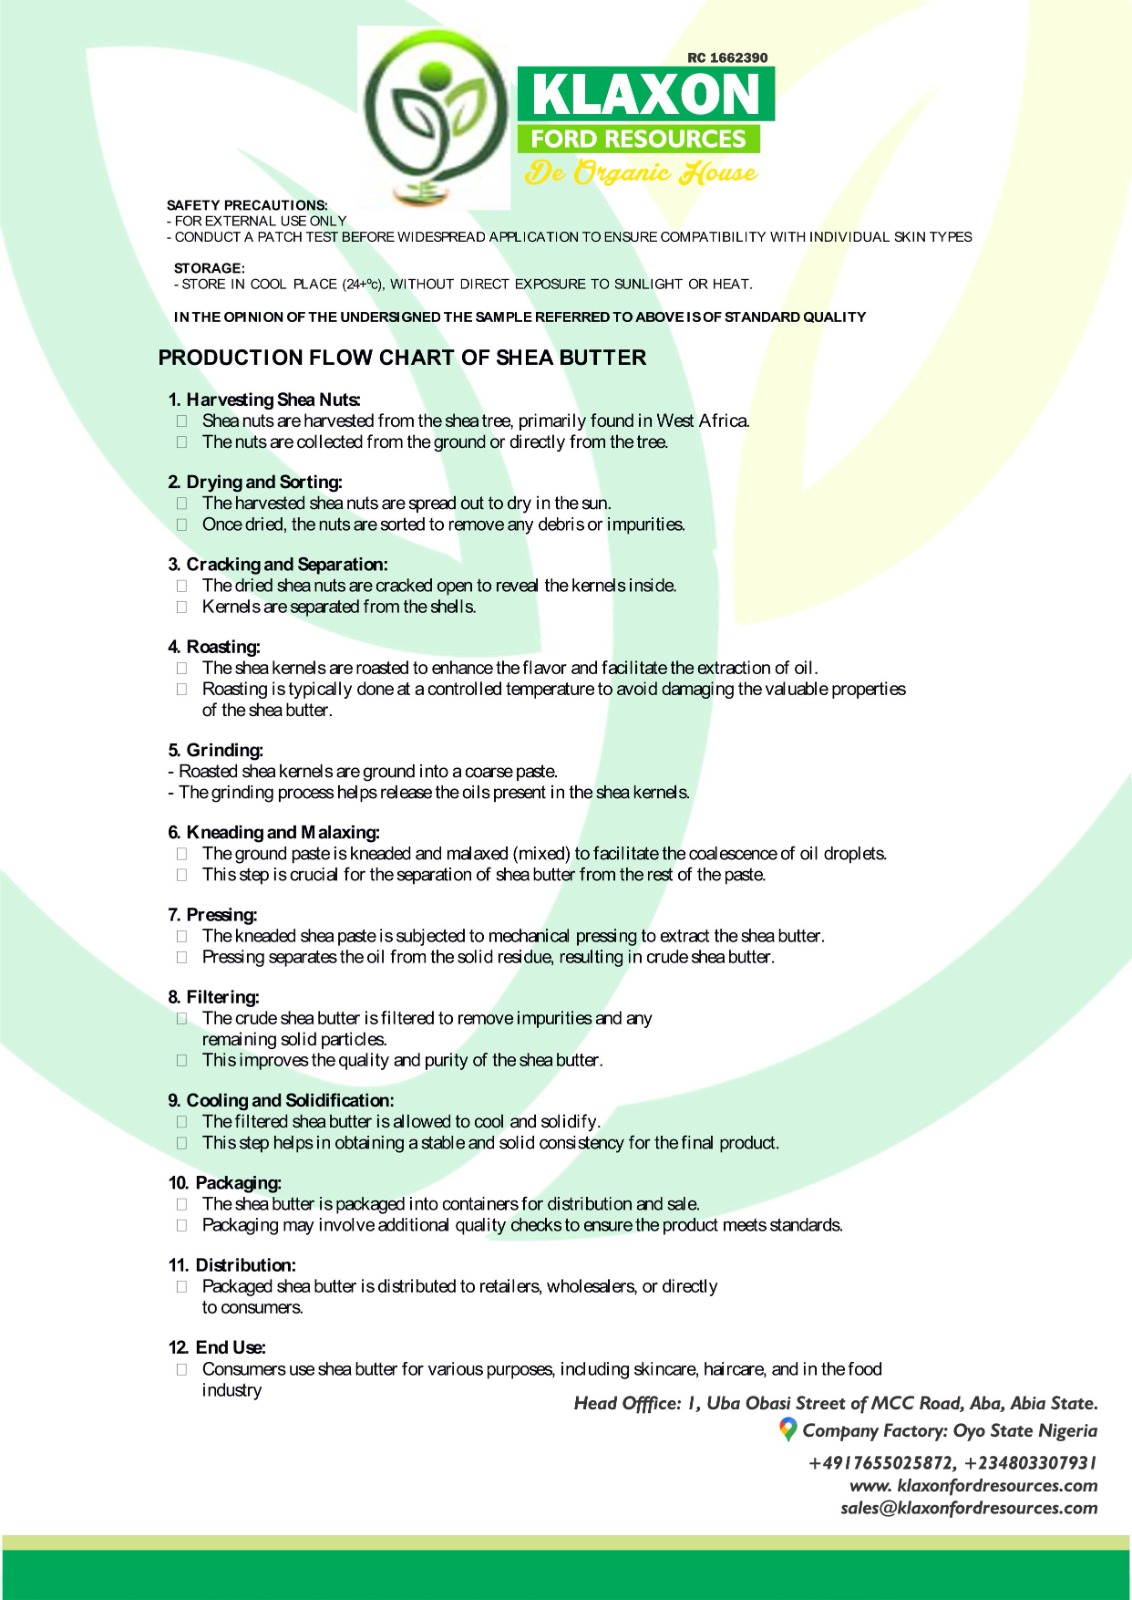 RC 1662390
KLAXON
FORD RESOURCES
De Organic House
SAFETY PRECAUTIONS:
- FOR EXTERNAL USE ONLY
- CONDUCT A PATCH TEST BEFORE WIDESPREAD APPLICATION TO ENSURE COMPATIBILITY WITH INDIVIDUAL SKIN TYPES
STORAGE:
- STORE IN COOL PLACE (24+ºc), WITHOUT DIRECT EXPOSURE TO SUNLIGHT OR HEAT.
IN THE OPINION OF THE UNDERSIGNED THE SAMPLE REFERRED TO ABOVE IS OF STANDARD QUALITY
PRODUCTION FLOW CHART OF SHEA BUTTER
1. Harvesting Shea Nuts:
Shea nuts are harvested from the shea tree, primarily found in West Africa.
The nuts are collected from the ground or directly from the tree.
2. Drying and Sorting:
The harvested shea nuts are spread out to dry in the sun.
Once dried, the nuts are sorted to remove any debris or impurities.
3. Cracking and Separation:
The dried shea nuts are cracked open to reveal the kernels inside.
Kernels are separated from the shells.
4. Roasting:
The shea kernels are roasted to enhance the flavor and facilitate the extraction of oil.
Roasting is typically done at a controlled temperature to avoid damaging the valuable properties
of the shea butter.
5. Grinding:
- Roasted shea kernels are ground into a coarse paste.
- The grinding process helps release the oils present in the shea kernels.
6. Kneading and Malaxing:
The ground paste is kneaded and malaxed (mixed) to facilitate the coalescence of oil droplets.
This step is crucial for the separation of shea butter from the rest of the paste.
7. Pressing:
The kneaded shea paste is subjected to mechanical pressing to extract the shea butter.
Pressing separates the oil from the solid residue, resulting in crude shea butter.
8. Filtering:
The crude shea butter is filtered to remove impurities and any
remaining solid particles.
This improves the quality and purity of the shea butter.
9. Cooling and Solidification:
The filtered shea butter is allowed to cool and solidify.
This step helps in obtaining a stable and solid consistency for the final product.
10. Packaging:
The shea butter is packaged into containers for distribution and sale.
Packaging may involve additional quality checks to ensure the product meets standards.
11. Distribution:
Packaged shea butter is distributed to retailers, wholesalers, or directly
to consumers.
12. End Use:
Consumers use shea butter for various purposes, including skincare, haircare, and in the food
industry
Head Offfice: 1, Uba Obasi Street of MCC Road, Aba, Abia State.
Company Factory: Oyo State Nigeria
+4917655025872, +234803307931
www. klaxonfordresources.com
sales@klaxonfordresources.com